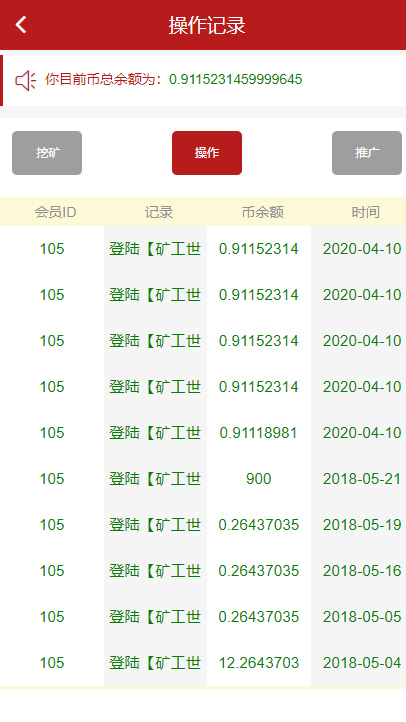 操作记录
你目前币总余额为：0.9115231459999645
挖矿 操作 推广
会员ID 记录 币余额 时间
105 登陆【矿工世 0.91152314 2020-04-10
105 登陆【矿工世 0.91152314 2020-04-10
105 登陆【矿工世 0.91152314 2020-04-10
105 登陆【矿工世 0.91152314 2020-04-10
105 登陆【矿工世 0.91118981 2020-04-10
105 登陆【矿工世 900 2018-05-21
105 登陆【矿工世 0.26437035 2018-05-19
105 登陆【矿工世 0.26437035 2018-05-16
105 登陆【矿工世 0.26437035 2018-05-05
105 登陆【矿工世 12.2643703 2018-05-04